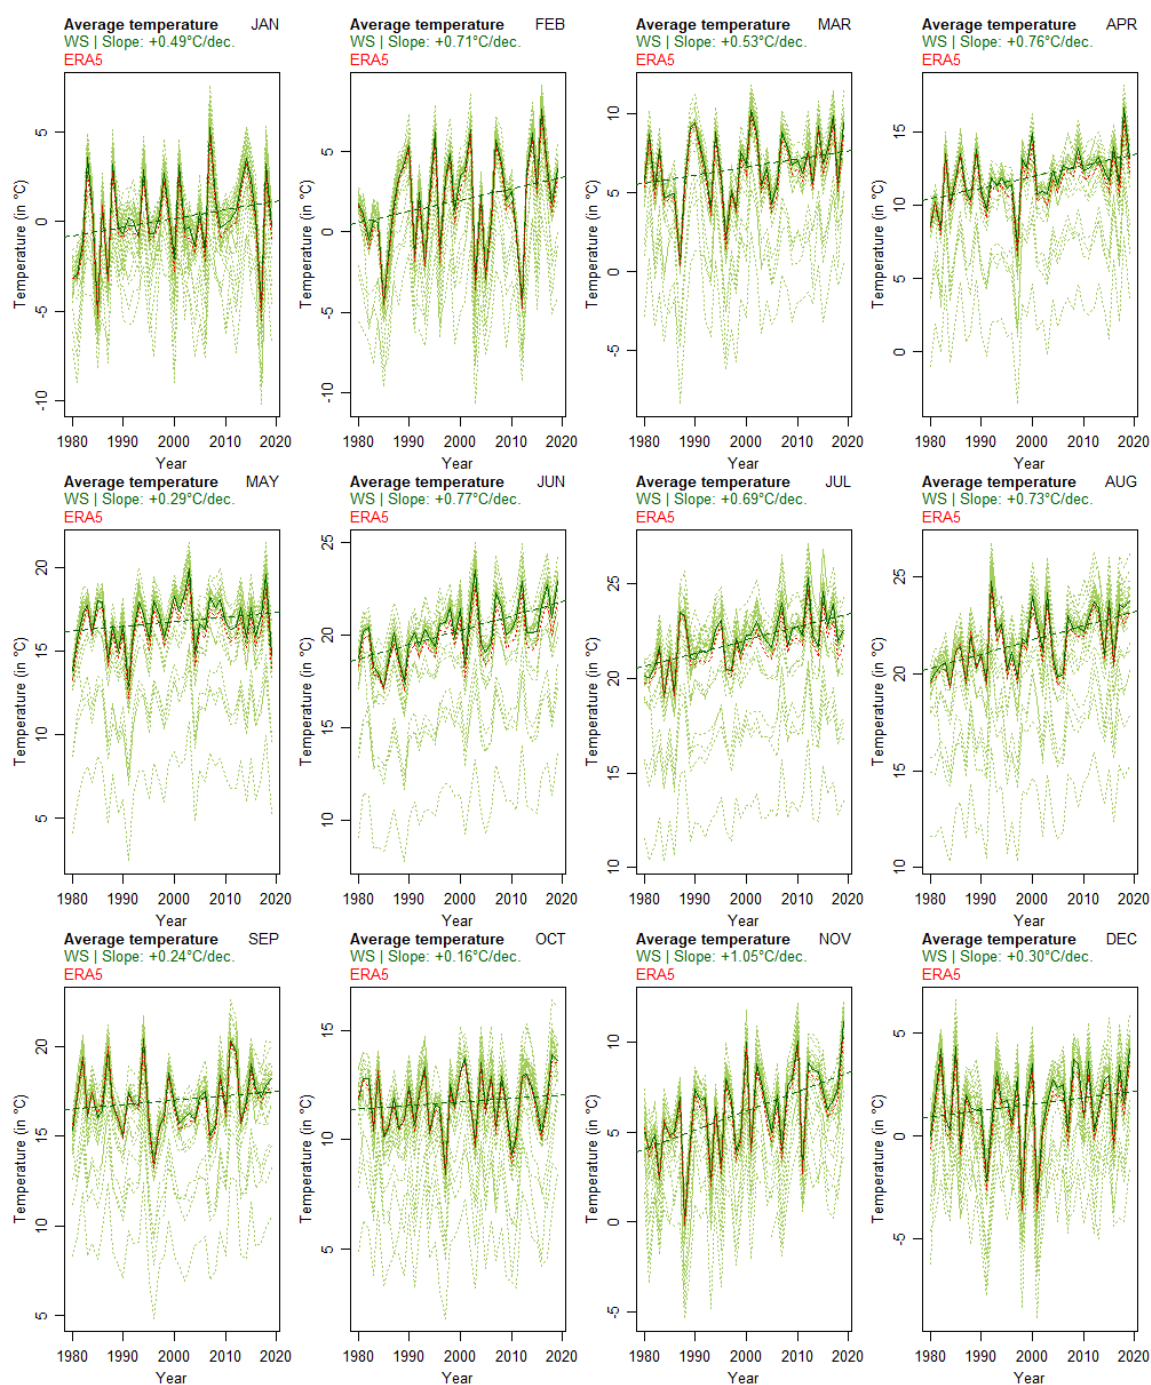 Average temperature JAN
WS | Slope: +0.49°C/dec.
ERA5
Temperature (in °C)
5
0
-5
-10
1980 1990 2000 2010 2020
Year
Average temperature FEB
WS | Slope: +0.71°C/dec.
ERA5
Temperature (in °C)
5
0
-5
-10
1980 1990 2000 2010 2020
Year
Average temperature MAR
WS | Slope: +0.53°C/dec.
ERA5
Temperature (in °C)
10
5
0
-5
1980 1990 2000 2010 2020
Year
Average temperature APR
WS | Slope: +0.76°C/dec.
ERA5
Temperature (in °C)
15
10
5
0
1980 1990 2000 2010 2020
Year
Average temperature MAY
WS | Slope: +0.29°C/dec.
ERA5
Temperature (in °C)
20
15
10
5
1980 1990 2000 2010 2020
Year
Average temperature JUN
WS | Slope: +0.77°C/dec.
ERA5
Temperature (in °C)
25
20
15
10
1980 1990 2000 2010 2020
Year
Average temperature JUL
WS | Slope: +0.69°C/dec.
ERA5
Temperature (in °C)
25
20
15
10
1980 1990 2000 2010 2020
Year
Average temperature AUG
WS | Slope: +0.73°C/dec.
ERA5
Temperature (in °C)
25
20
15
10
1980 1990 2000 2010 2020
Year
Average temperature SEP
WS | Slope: +0.24°C/dec.
ERA5
Temperature (in °C)
20
15
10
5
1980 1990 2000 2010 2020
Year
Average temperature OCT
WS | Slope: +0.16°C/dec.
ERA5
Temperature (in °C)
15
10
5
1980 1990 2000 2010 2020
Year
Average temperature NOV
WS | Slope: +1.05°C/dec.
ERA5
Temperature (in °C)
10
5
0
-5
1980 1990 2000 2010 2020
Year
Average temperature DEC
WS | Slope: +0.30°C/dec.
ERA5
Temperature (in °C)
5
0
-5
1980 1990 2000 2010 2020
Year